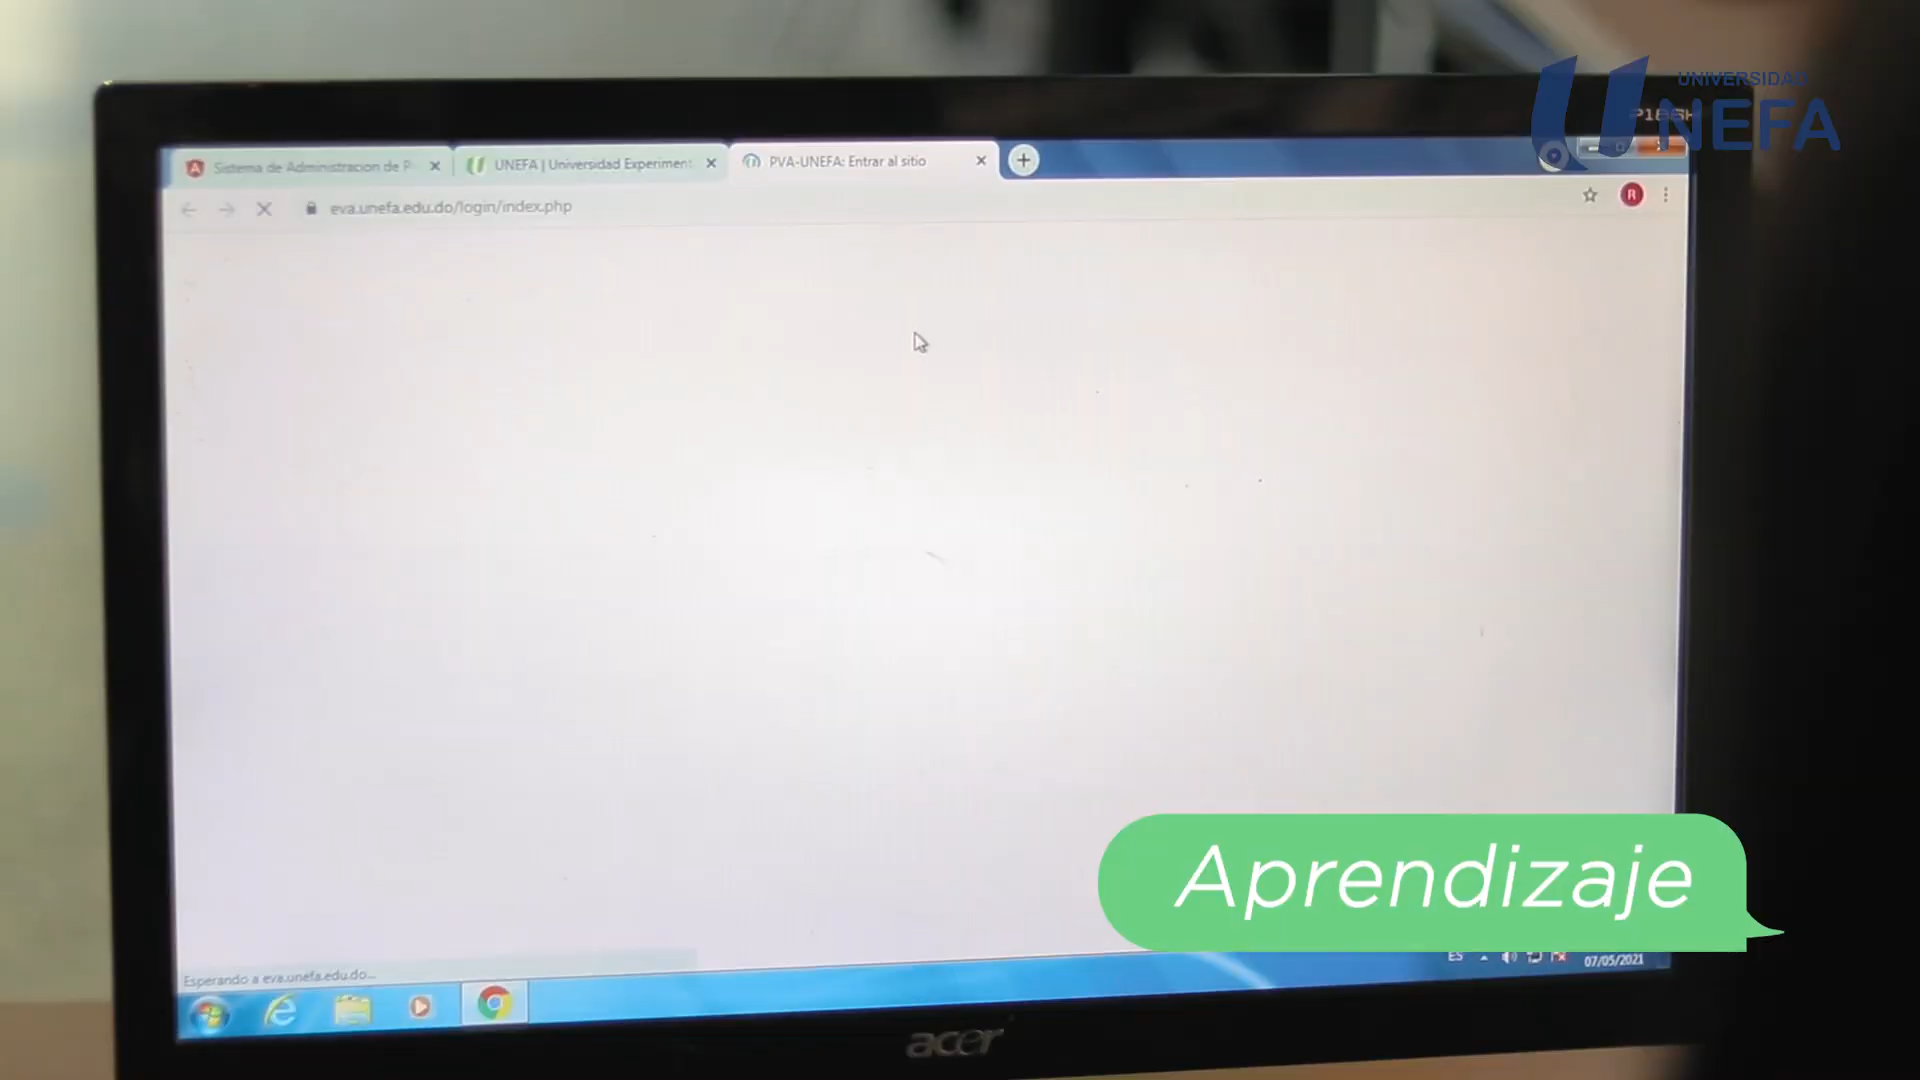 UNIVERSIDAD
UNEFA
Sistema de Administracion de P
UNEFA | Universidad Experiment
PVA-UNEFA: Entrar al sitio
eva.unefa.edu.do/login/index.php
R
Aprendizaje
Esperando a eva.unefa.edu.do...
ES
07/05/2021
acer